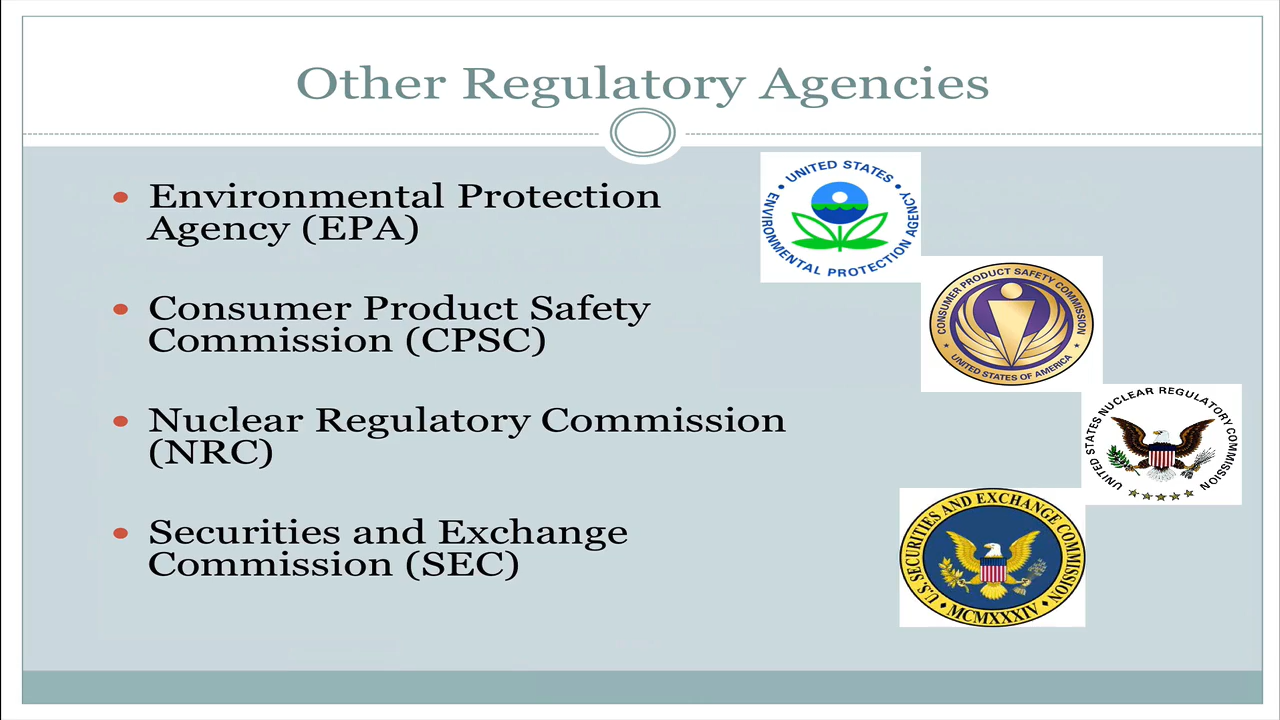 Other Regulatory Agencies
• Environmental Protection
Agency (EPA)
UNITED STATES
ENVIRONMENTAL PROTECTION AGENCY
• Consumer Product Safety
Commission (CPSC)
CONSUMER PRODUCT SAFETY COMMISSION
UNITED STATES OF AMERICA
• Nuclear Regulatory Commission
(NRC)
UNITED STATES NUCLEAR REGULATORY COMMISSION
• Securities and Exchange
Commission (SEC)
U.S. SECURITIES AND EXCHANGE COMMISSION
MCMXXXIV